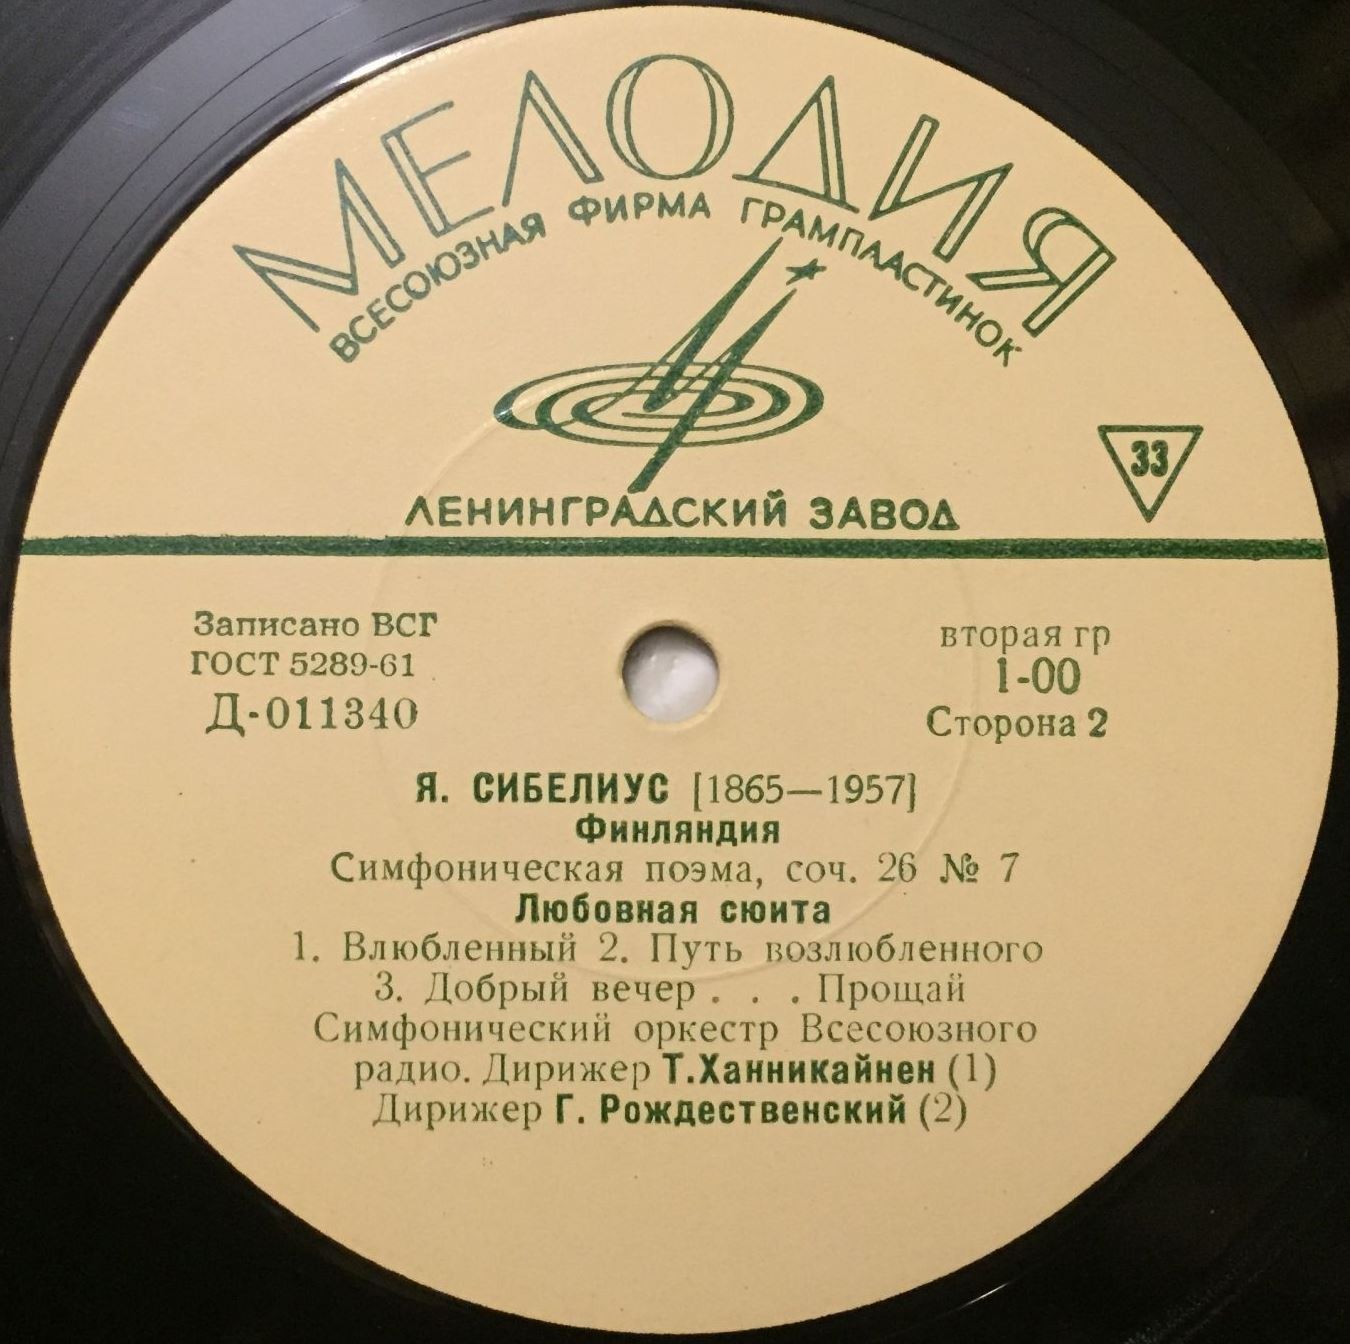 МЕЛОДИЯ
ВСЕСОЮЗНАЯ ФИРМА ГРАМПЛАСТИНОК
33
ЛЕНИНГРАДСКИЙ ЗАВОД
Записано ВСГ
ГОСТ 5289-61
Д-011340
вторая гр
1-00
Сторона 2
Я. СИБЕЛИУС [1865—1957]
Финляндия
Симфоническая поэма, соч. 26 № 7
Любовная сюита
1. Влюбленный 2. Путь возлюбленного
3. Добрый вечер . . . Прощай
Симфонический оркестр Всесоюзного
радио. Дирижер Т.Ханникайнен (1)
Дирижер Г. Рождественский (2)